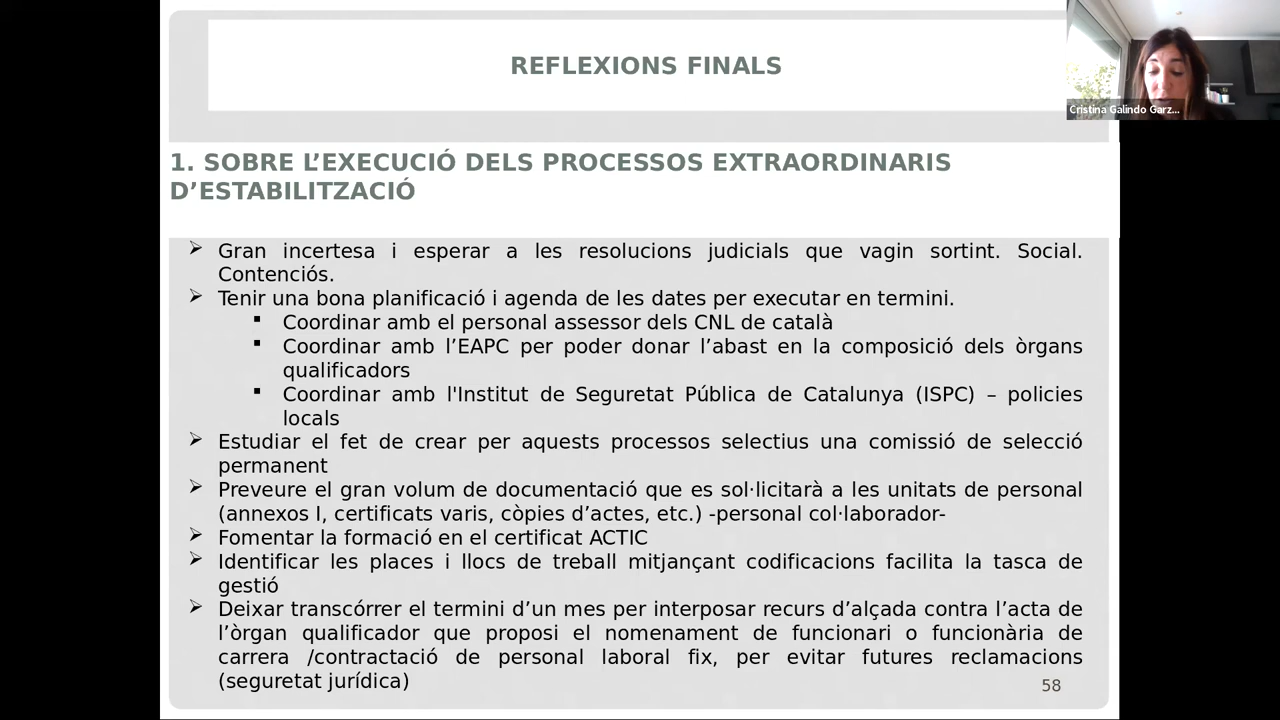 REFLEXIONS FINALS
Cristina Galindo Garz...
1. SOBRE L’EXECUCIÓ DELS PROCESSOS EXTRAORDINARIS
D’ESTABILITZACIÓ
➢ Gran incertesa i esperar a les resolucions judicials que vagin sortint. Social.
Contenciós.
➢ Tenir una bona planificació i agenda de les dates per executar en termini.
▪ Coordinar amb el personal assessor dels CNL de català
▪ Coordinar amb l’EAPC per poder donar l’abast en la composició dels òrgans
qualificadors
▪ Coordinar amb l'Institut de Seguretat Pública de Catalunya (ISPC) – policies
locals
➢ Estudiar el fet de crear per aquests processos selectius una comissió de selecció
permanent
➢ Preveure el gran volum de documentació que es sol·licitarà a les unitats de personal
(annexos I, certificats varis, còpies d’actes, etc.) -personal col·laborador-
➢ Fomentar la formació en el certificat ACTIC
➢ Identificar les places i llocs de treball mitjançant codificacions facilita la tasca de
gestió
➢ Deixar transcórrer el termini d’un mes per interposar recurs d’alçada contra l’acta de
l’òrgan qualificador que proposi el nomenament de funcionari o funcionària de
carrera /contractació de personal laboral fix, per evitar futures reclamacions
(seguretat jurídica)
58